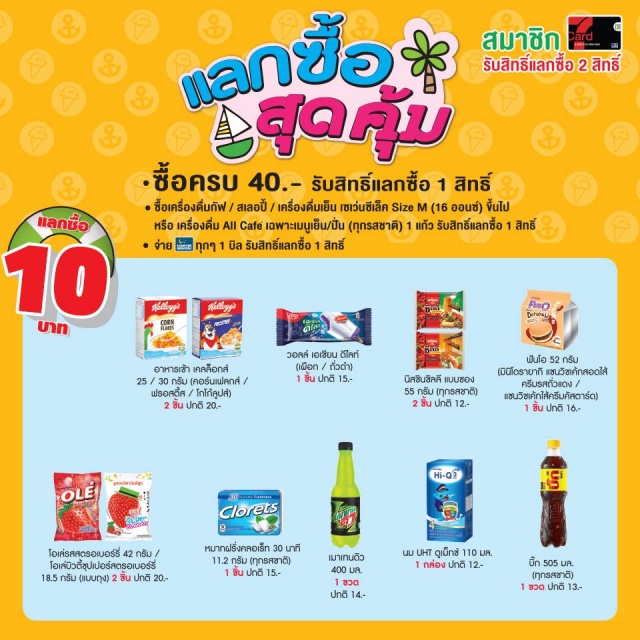 สมาชิก 7 Card
รับสิทธิ์แลกซื้อ 2 สิทธิ์
แลกซื้อ
สุดคุ้ม
• ซื้อครบ 40.- รับสิทธิ์แลกซื้อ 1 สิทธิ์
• ซื้อเครื่องดื่มกัฟ / สเลอปี้ / เครื่องดื่มเย็น เซเว่นซีเล็ค Size M (16 ออนซ์) ขึ้นไป
หรือ เครื่องดื่ม All Cafe เฉพาะเมนูเย็น/ปั่น (ทุกรสชาติ) 1 แก้ว รับสิทธิ์แลกซื้อ 1 สิทธิ์
• จ่าย ทุกๆ 1 บิล รับสิทธิ์แลกซื้อ 1 สิทธิ์
แลกซื้อ
10
บาท
Kellogg's
CORN
FLAKES
Kellogg's
FROSTIES
อาหารเช้า เคลล็อกส์
25 / 30 กรัม (คอร์นเฟลกส์ /
ฟรอสตี้ส์ / โกโก้ลูปส์)
2 ชิ้น ปกติ 20.-
วอลล์ เอเชียน ดีไลท์
(เผือก / ถั่วดำ)
1 ชิ้น ปกติ 15.-
นิสชินชิลลี แบบซอง
55 กรัม (ทุกรสชาติ)
2 ชิ้น ปกติ 12.-
ฟันโอ 52 กรัม
(มินิโดรายากิ แซนวิชเค้กสอดไส้
ครีมรสถั่วแดง /
แซนวิชเค้กไส้ครีมคัสตาร์ด)
1 ชิ้น ปกติ 16.-
OLÉ
โอเล่รสสตรอเบอร์รี่ 42 กรัม /
โอเล่บิวตี้ซุปเปอร์สตรอเบอร์รี่
18.5 กรัม (แบบถุง) 2 ชิ้น ปกติ 20.-
Clorets
หมากฝรั่งคลอเร็ท 30 นาที
11.2 กรัม (ทุกรสชาติ)
1 ชิ้น ปกติ 15.-
เมาเทนดิว
400 มล.
1 ขวด
ปกติ 14.-
Hi-Q
นม UHT ดูเม็กซ์ 110 มล.
1 กล่อง ปกติ 12.-
บิ๊ก 505 มล.
(ทุกรสชาติ)
1 ขวด ปกติ 13.-